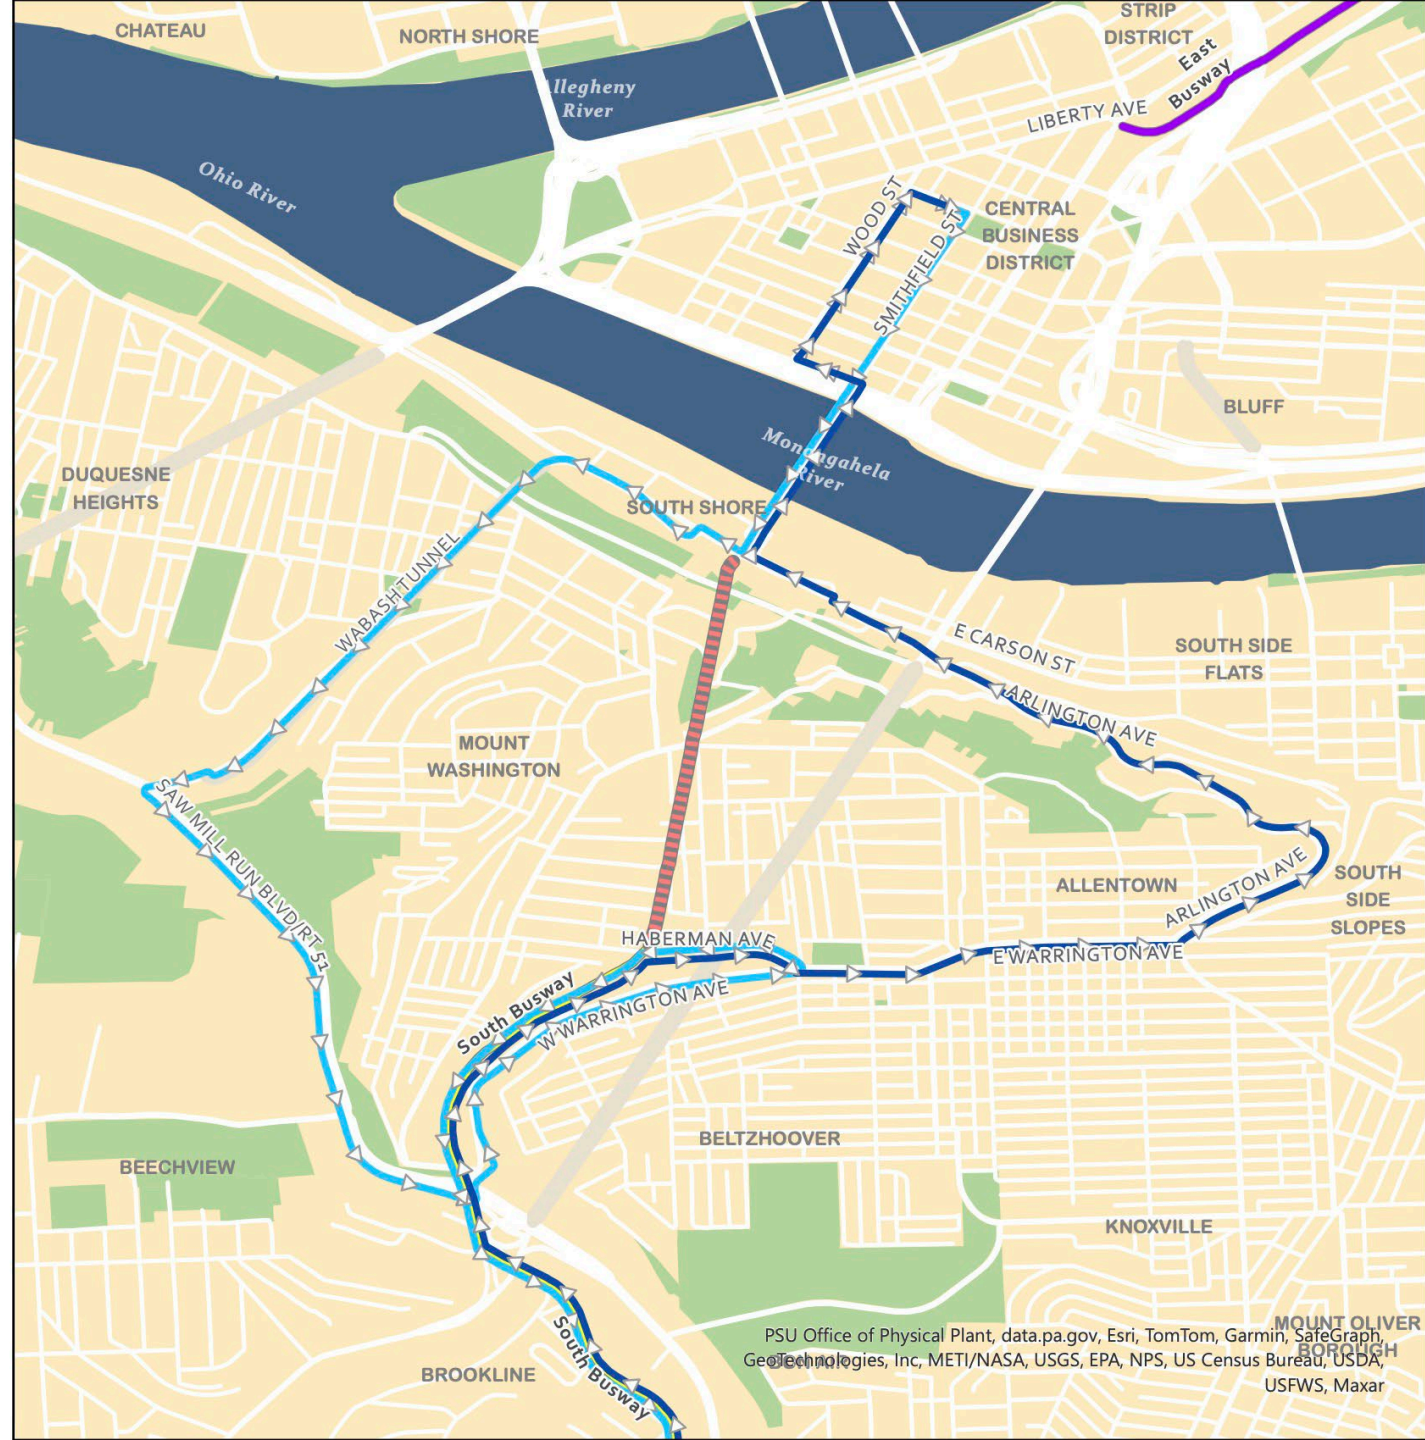 CHATEAU
NORTH SHORE
STRIP
DISTRICT
East
Busway
Allegheny
River
LIBERTY AVE
Ohio River
WOOD ST
SMITHFIELD ST
CENTRAL
BUSINESS
DISTRICT
BLUFF
Monongahela
River
DUQUESNE
HEIGHTS
SOUTH SHORE
WABASH TUNNEL
E CARSON ST
SOUTH SIDE
FLATS
ARLINGTON AVE
MOUNT
WASHINGTON
SAW MILL RUN BLVD/RT 51
ALLENTOWN
ARLINGTON AVE
SOUTH
SIDE
SLOPES
HABERMAN AVE
E WARRINGTON AVE
South Busway
W WARRINGTON AVE
BELTZHOOVER
BEECHVIEW
KNOXVILLE
MOUNT OLIVER
BOROUGH
South Busway
BROOKLINE
BON AIR
PSU Office of Physical Plant, data.pa.gov, Esri, TomTom, Garmin, SafeGraph,
GeoTechnologies, Inc, METI/NASA, USGS, EPA, NPS, US Census Bureau, USDA,
USFWS, Maxar